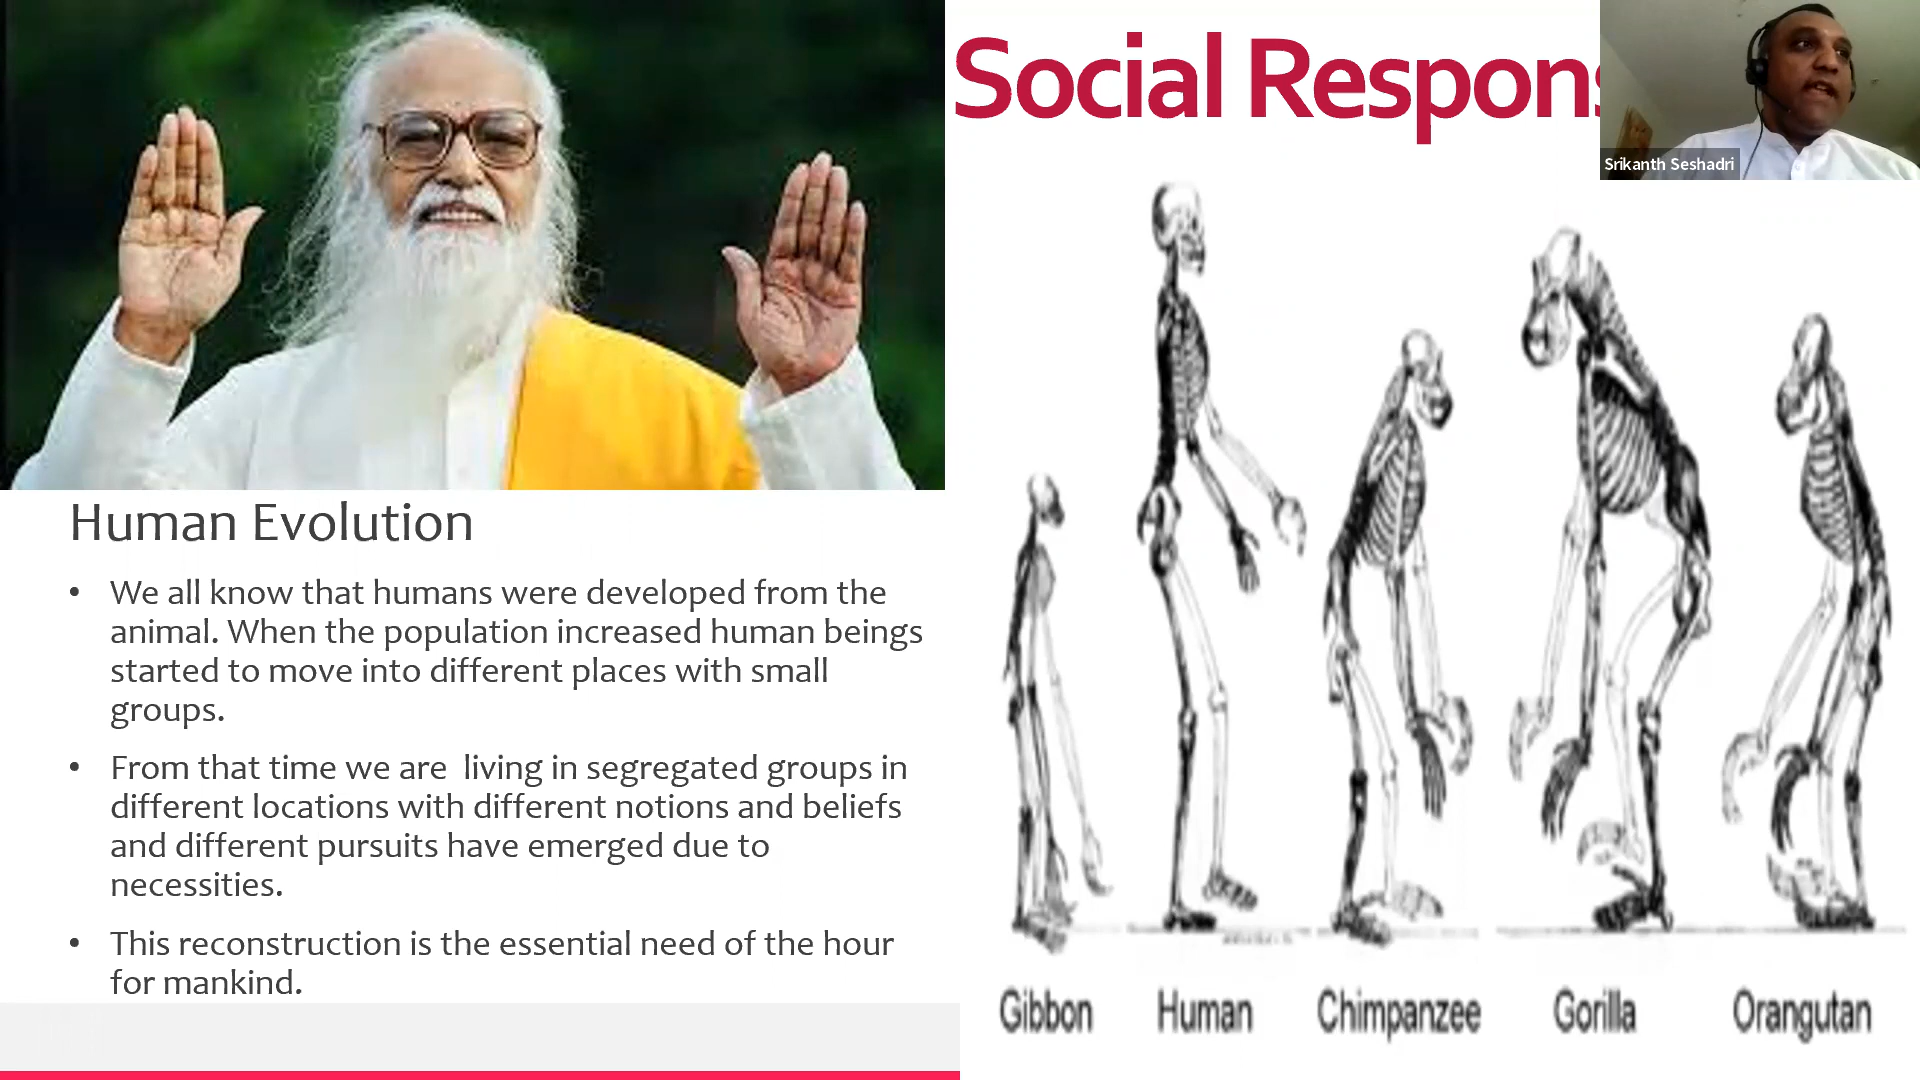 Social Respons
Srikanth Seshadri
Human Evolution
• We all know that humans were developed from the
animal. When the population increased human beings
started to move into different places with small
groups.
• From that time we are living in segregated groups in
different locations with different notions and beliefs
and different pursuits have emerged due to
necessities.
• This reconstruction is the essential need of the hour
for mankind.
Gibbon Human Chimpanzee Gorilla Orangutan